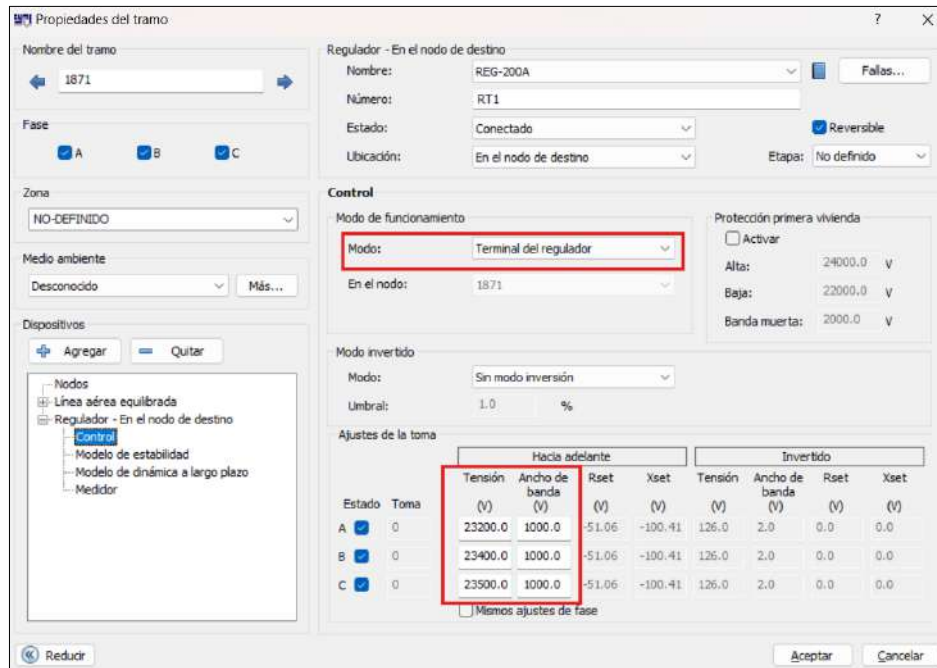 Propiedades del tramo
?
X
Nombre del tramo
1871
Fase
A
B
C
Zona
NO-DEFINIDO
Medio ambiente
Desconocido
Más...
Dispositivos
Agregar
Quitar
Nodos
Línea aérea equilibrada
Regulador - En el nodo de destino
Control
Modelo de estabilidad
Modelo de dinámica a largo plazo
Medidor
Regulador - En el nodo de destino
Nombre:
REG-200A
Fallas...
Número:
RT1
Estado:
Conectado
Reversible
Ubicación:
En el nodo de destino
Etapa:
No definido
Control
Modo de funcionamiento
Modo:
Terminal del regulador
En el nodo:
1871
Protección primera vivienda
Activar
Alta: 24000.0 V
Baja: 22000.0 V
Banda muerta: 2000.0 V
Modo invertido
Modo:
Sin modo inversión
Umbral: 1.0 %
Ajustes de la toma
Hacia adelante Invertido
Tensión Ancho de banda Rset Xset Tensión Ancho de banda Rset Xset
Estado Toma (V) (V) (V) (V) (V) (V) (V) (V)
A 0 23200.0 1000.0 -51.06 -100.41 126.0 2.0 0.0 0.0
B 0 23400.0 1000.0 -51.06 -100.41 126.0 2.0 0.0 0.0
C 0 23500.0 1000.0 -51.06 -100.41 126.0 2.0 0.0 0.0
Mismos ajustes de fase
Reducir
Aceptar
Cancelar